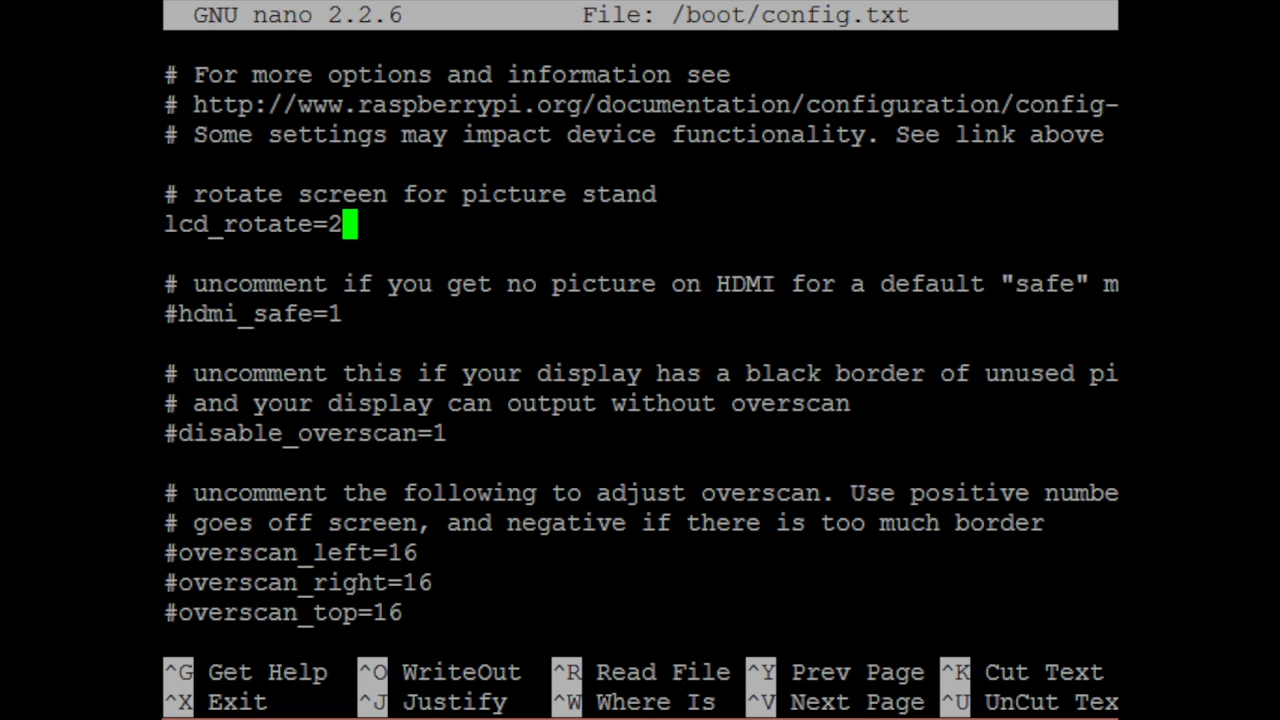 GNU nano 2.2.6 File: /boot/config.txt
# For more options and information see
# http://www.raspberrypi.org/documentation/configuration/config-
# Some settings may impact device functionality. See link above
# rotate screen for picture stand
lcd_rotate=2
# uncomment if you get no picture on HDMI for a default "safe" m
#hdmi_safe=1
# uncomment this if your display has a black border of unused pi
# and your display can output without overscan
#disable_overscan=1
# uncomment the following to adjust overscan. Use positive numbe
# goes off screen, and negative if there is too much border
#overscan_left=16
#overscan_right=16
#overscan_top=16
^G Get Help ^O WriteOut ^R Read File ^Y Prev Page ^K Cut Text
^X Exit ^J Justify ^W Where Is ^V Next Page ^U UnCut Tex